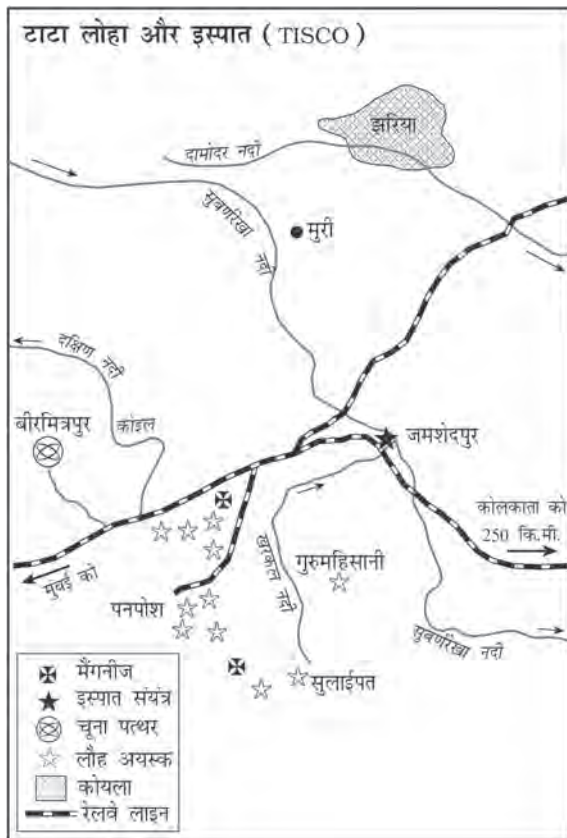 टाटा लोहा और इस्पात ( TISCO )
झरिया
दामोदर नदी
सुवर्णरेखा नदी
मुरी
दक्षिण नदी
कोइल
बीरमित्रपुर
जमशेदपुर
कोलकाता को
250 कि.मी.
मुंबई को
खरकल नदी
गुरुमहिसानी
पनपोश
सुवर्णरेखा नदी
सुलाईपत
मैंगनीज
इस्पात संयंत्र
चूना पत्थर
लौह अयस्क
कोयला
रेलवे लाइन